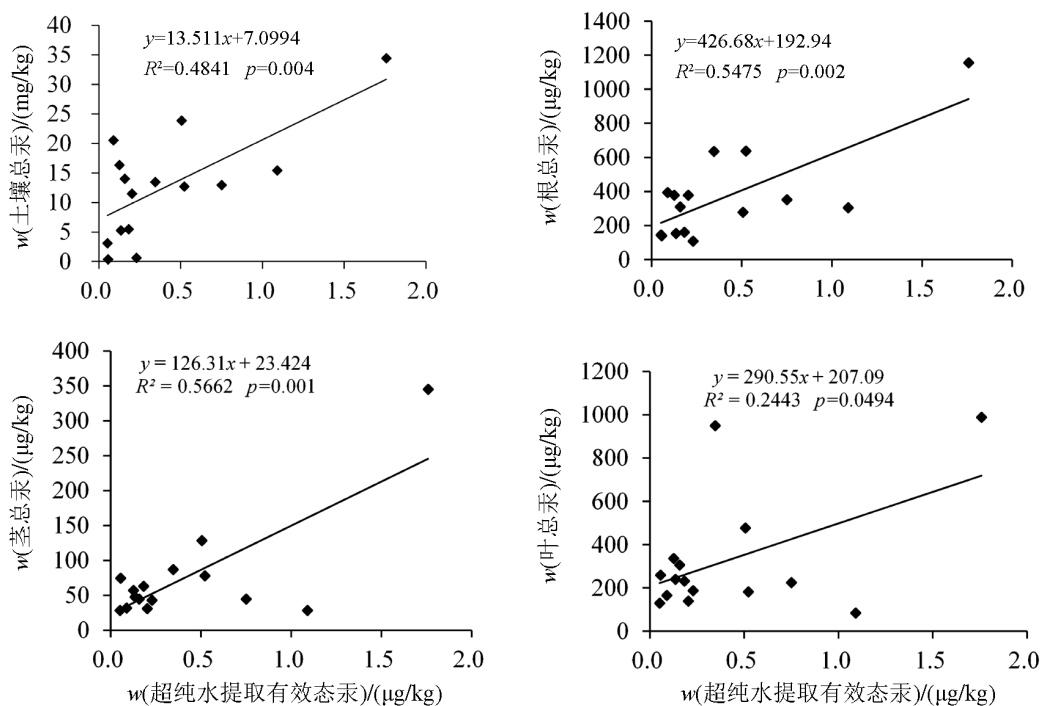 w(土壤总汞)/(mg/kg)
40
35
30
25
20
15
10
5
0
y=13.511x+7.0994
R²=0.4841 p=0.004
0.0 0.5 1.0 1.5 2.0
w(根总汞)/(μg/kg)
1400
1200
1000
800
600
400
200
0
y=426.68x+192.94
R²=0.5475 p=0.002
0.0 0.5 1.0 1.5 2.0
w(茎总汞)/(μg/kg)
400
350
300
250
200
150
100
50
0
y = 126.31x + 23.424
R² = 0.5662 p=0.001
0.0 0.5 1.0 1.5 2.0
w(超纯水提取有效态汞)/(μg/kg)
w(叶总汞)/(μg/kg)
1200
1000
800
600
400
200
0
y = 290.55x + 207.09
R² = 0.2443 p=0.0494
0.0 0.5 1.0 1.5 2.0
w(超纯水提取有效态汞)/(μg/kg)